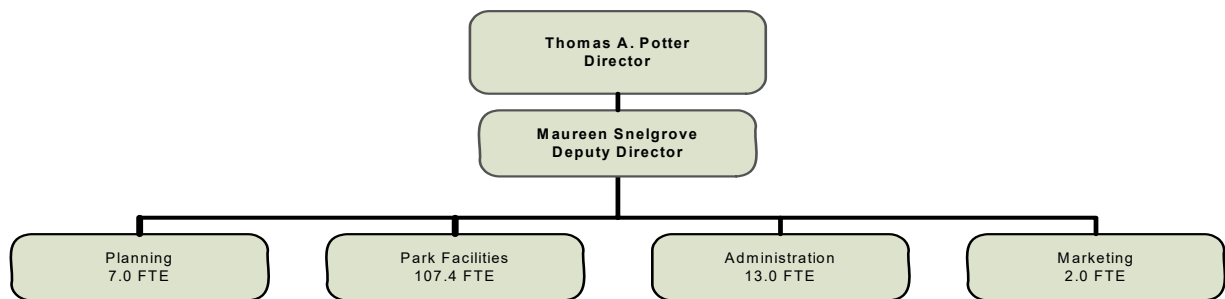 Thomas A. Potter
Director
Maureen Snelgrove
Deputy Director
Planning
7.0 FTE
Park Facilities
107.4 FTE
Administration
13.0 FTE
Marketing
2.0 FTE